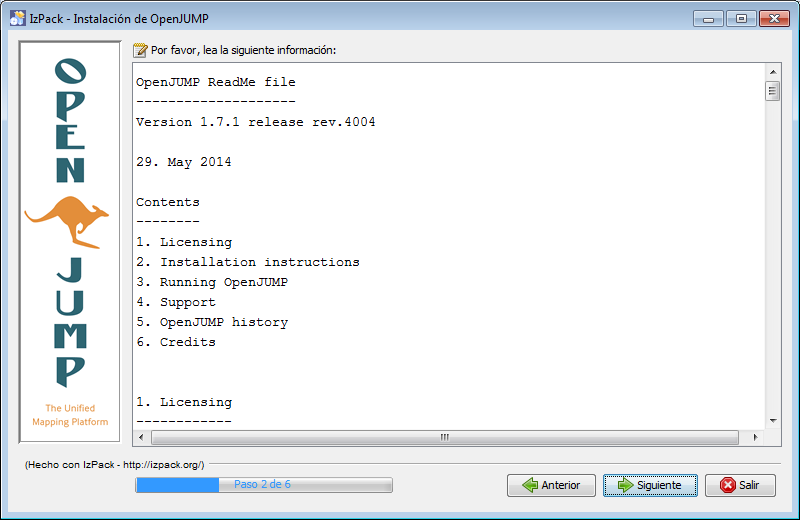 IzPack - Instalación de OpenJUMP
OPEN
JUMP
The Unified
Mapping Platform
Por favor, lea la siguiente información:
OpenJUMP ReadMe file
--------------------
Version 1.7.1 release rev.4004
29. May 2014
Contents
--------
1. Licensing
2. Installation instructions
3. Running OpenJUMP
4. Support
5. OpenJUMP history
6. Credits
1. Licensing
------------
(Hecho con IzPack - http://izpack.org/)
Paso 2 de 6
Anterior
Siguiente
Salir